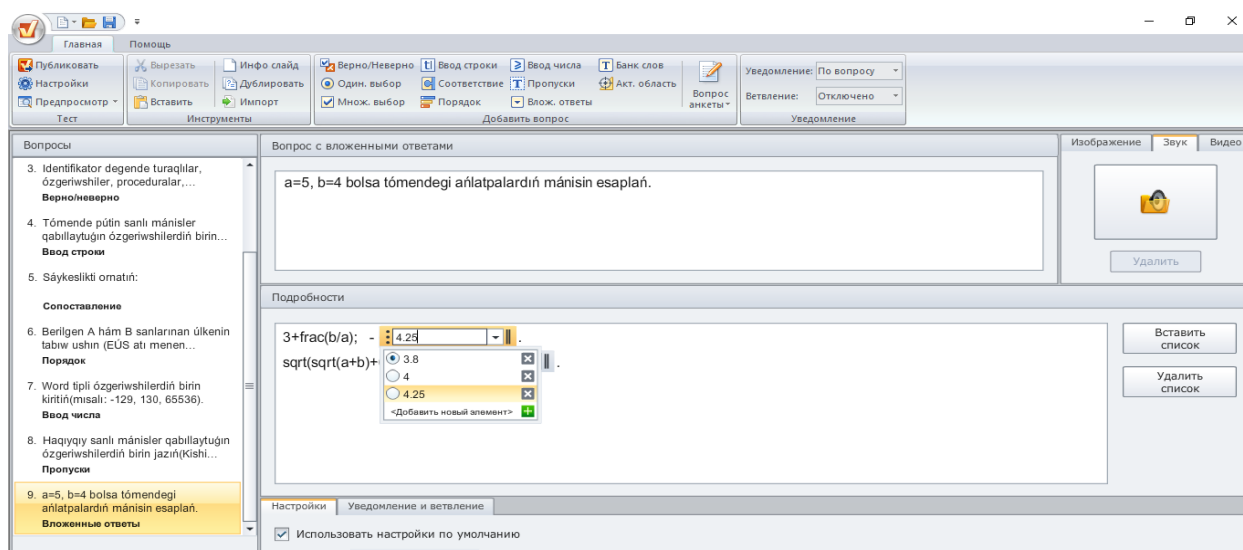 Главная Помощь
Публиковать
Настройки
Предпросмотр
Тест
Вырезать
Копировать
Вставить
Инфо слайд
Дублировать
Импорт
Инструменты
Верно/Неверно
Один. выбор
Множ. выбор
Ввод строки
Соответствие
Порядок
Ввод числа
Пропуски
Влож. ответы
Банк слов
Акт. область
Вопрос
анкеты
Добавить вопрос
Уведомление: По вопросу
Ветвление: Отключено
Уведомление
Вопросы
3. Identifikator degende turaqlılar,
ózgeriwshiler, proceduralar,...
Верно/неверно
4. Tómende pútin sanlı mánisler
qabıllaytuǵın ózgeriwshilerdiń birin...
Ввод строки
5. Sáykeslikti ornatıń:
Сопоставление
6. Berilgen A hám B sanlarınan úlkenin
tabıw ushın (EÚS atı menen...
Порядок
7. Word tipli ózgeriwshilerdiń birin
kiritiń(mısalı: -129, 130, 65536).
Ввод числа
8. Haqıyqıy sanlı mánisler qabıllaytuǵın
ózgeriwshilerdiń birin jazıń(Kishi...
Пропуски
9. a=5, b=4 bolsa tómendegi
ańlatpalardıń mánisin esaplań.
Вложенные ответы
Вопрос с вложенными ответами
a=5, b=4 bolsa tómendegi ańlatpalardıń mánisin esaplań.
Изображение Звук Видео
Удалить
Подробности
3+frac(b/a); - 4.25 .
sqrt(sqrt(a+b)+ .
3.8
4
4.25
<Добавить новый элемент>
Вставить
список
Удалить
список
Настройки Уведомление и ветвление
Использовать настройки по умолчанию